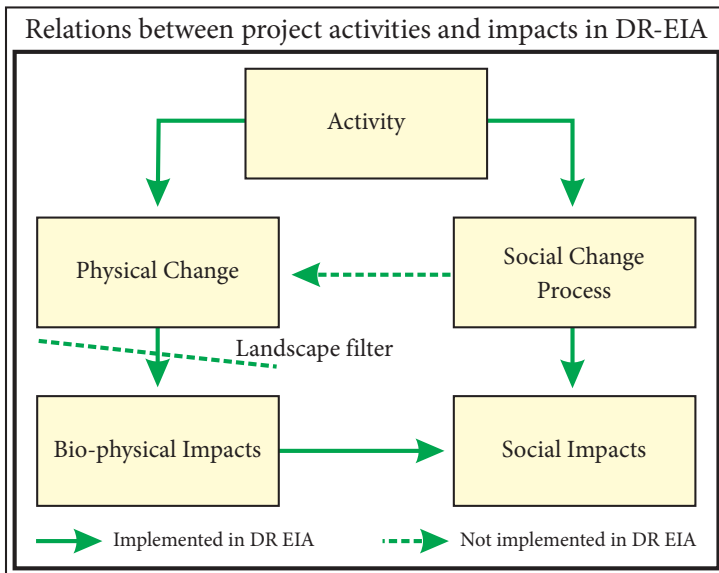 Relations between project activities and impacts in DR-EIA
Activity
Physical Change
Social Change
Process
Landscape filter
Bio-physical Impacts
Social Impacts
Implemented in DR EIA
Not implemented in DR EIA